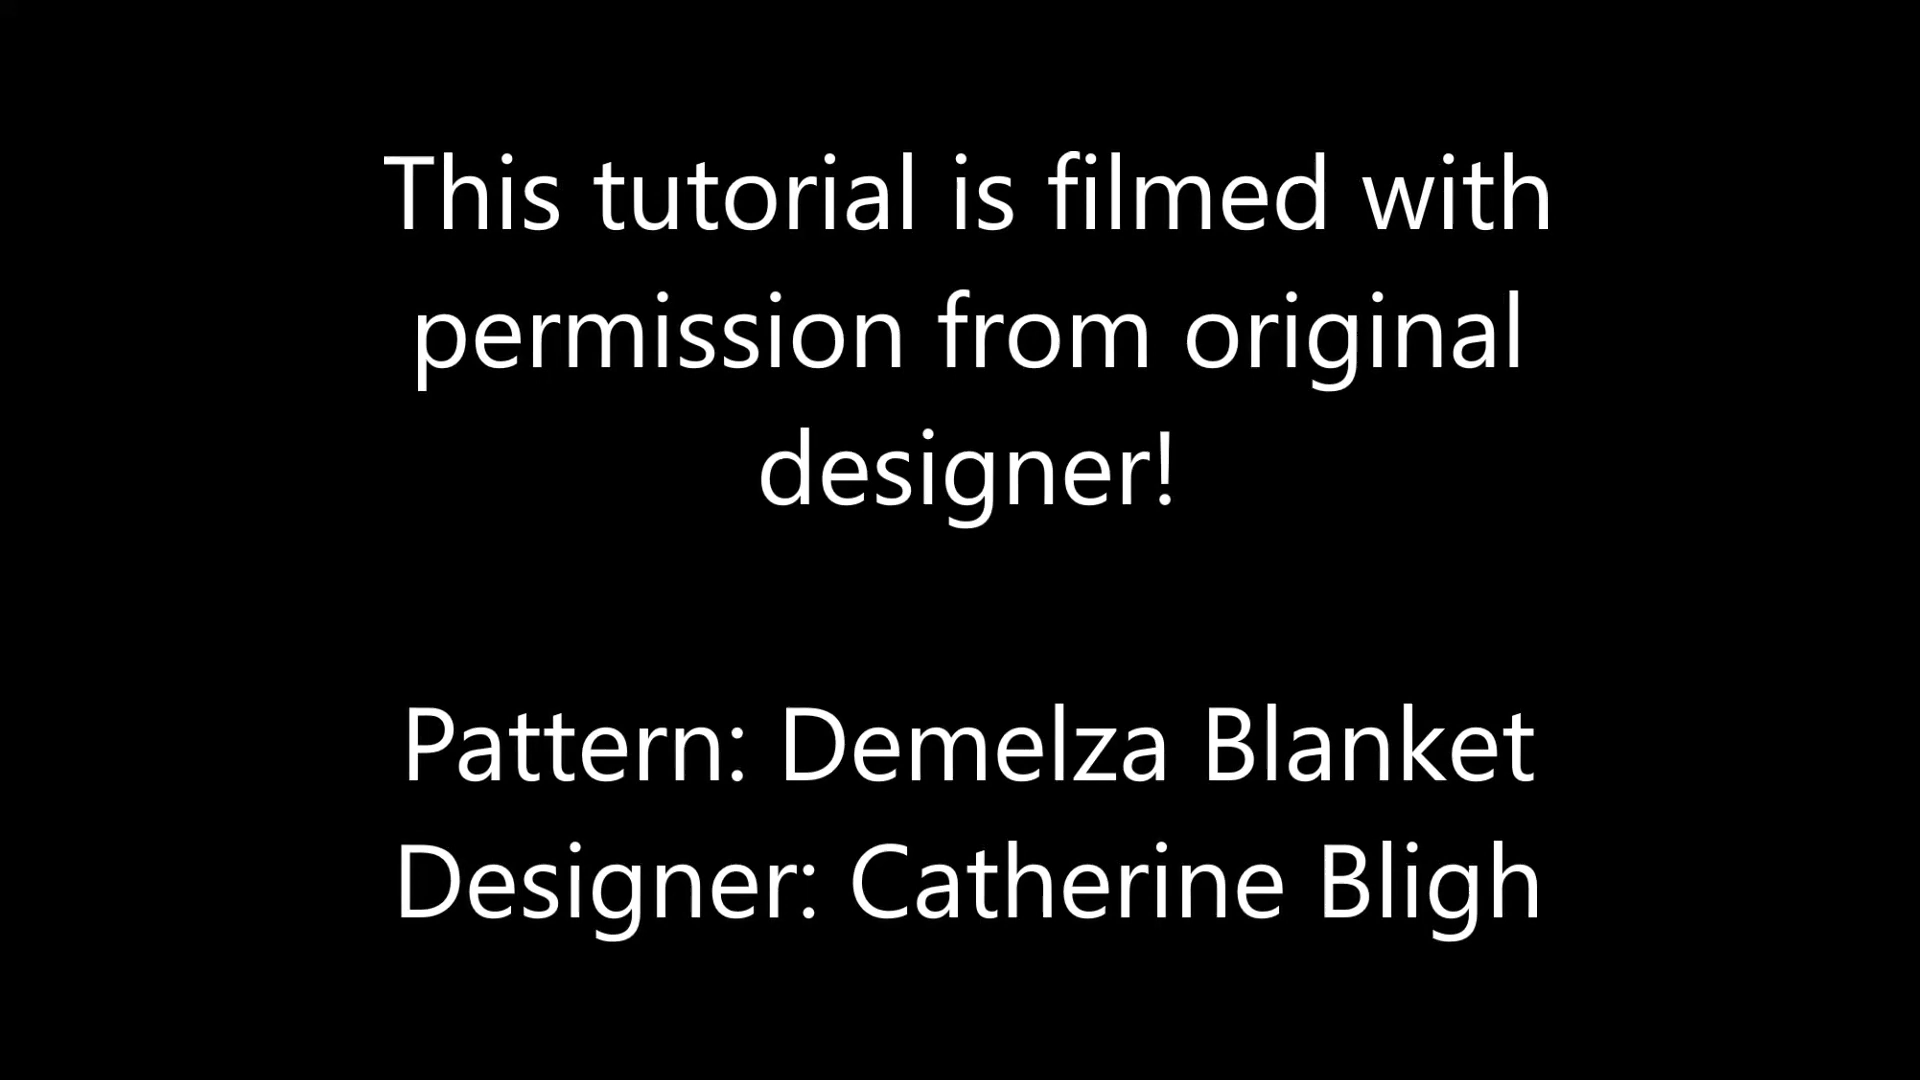 This tutorial is filmed with
permission from original
designer!
Pattern: Demelza Blanket
Designer: Catherine Bligh